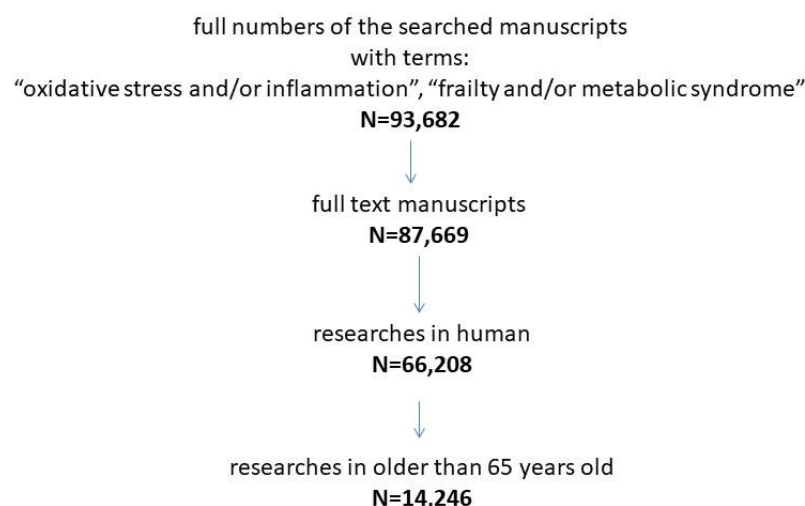 full numbers of the searched manuscripts
with terms:
“oxidative stress and/or inflammation”, “frailty and/or metabolic syndrome”
N=93,682
full text manuscripts
N=87,669
researches in human
N=66,208
researches in older than 65 years old
N=14,246